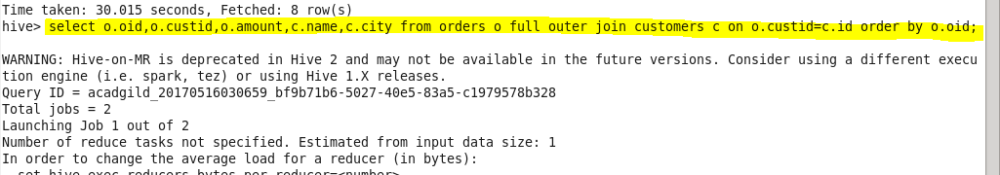 Time taken: 30.015 seconds, Fetched: 8 row(s)
hive> select o.oid,o.custid,o.amount,c.name,c.city from orders o full outer join customers c on o.custid=c.id order by o.oid;
WARNING: Hive-on-MR is deprecated in Hive 2 and may not be available in the future versions. Consider using a different execu
tion engine (i.e. spark, tez) or using Hive 1.X releases.
Query ID = acadgild_20170516030659_bf9b71b6-5027-40e5-83a5-c1979578b328
Total jobs = 2
Launching Job 1 out of 2
Number of reduce tasks not specified. Estimated from input data size: 1
In order to change the average load for a reducer (in bytes):
set hive.exec.reducers.bytes.per.reducer=<number>